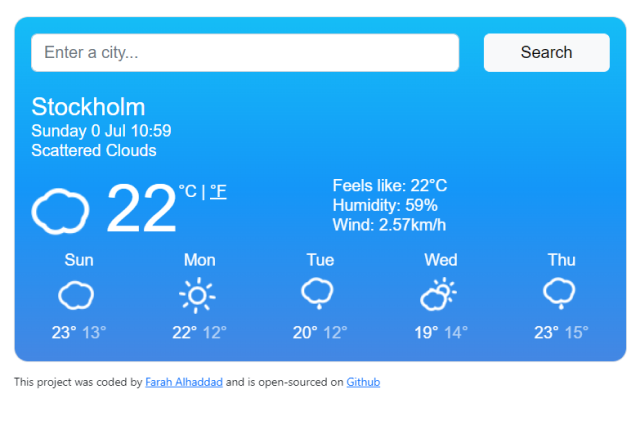 Enter a city...
Search
Stockholm
Sunday 0 Jul 10:59
Scattered Clouds
22 °C | °F
Feels like: 22°C
Humidity: 59%
Wind: 2.57km/h
Sun Mon Tue Wed Thu
23° 13° 22° 12° 20° 12° 19° 14° 23° 15°
This project was coded by Farah Alhaddad and is open-sourced on Github